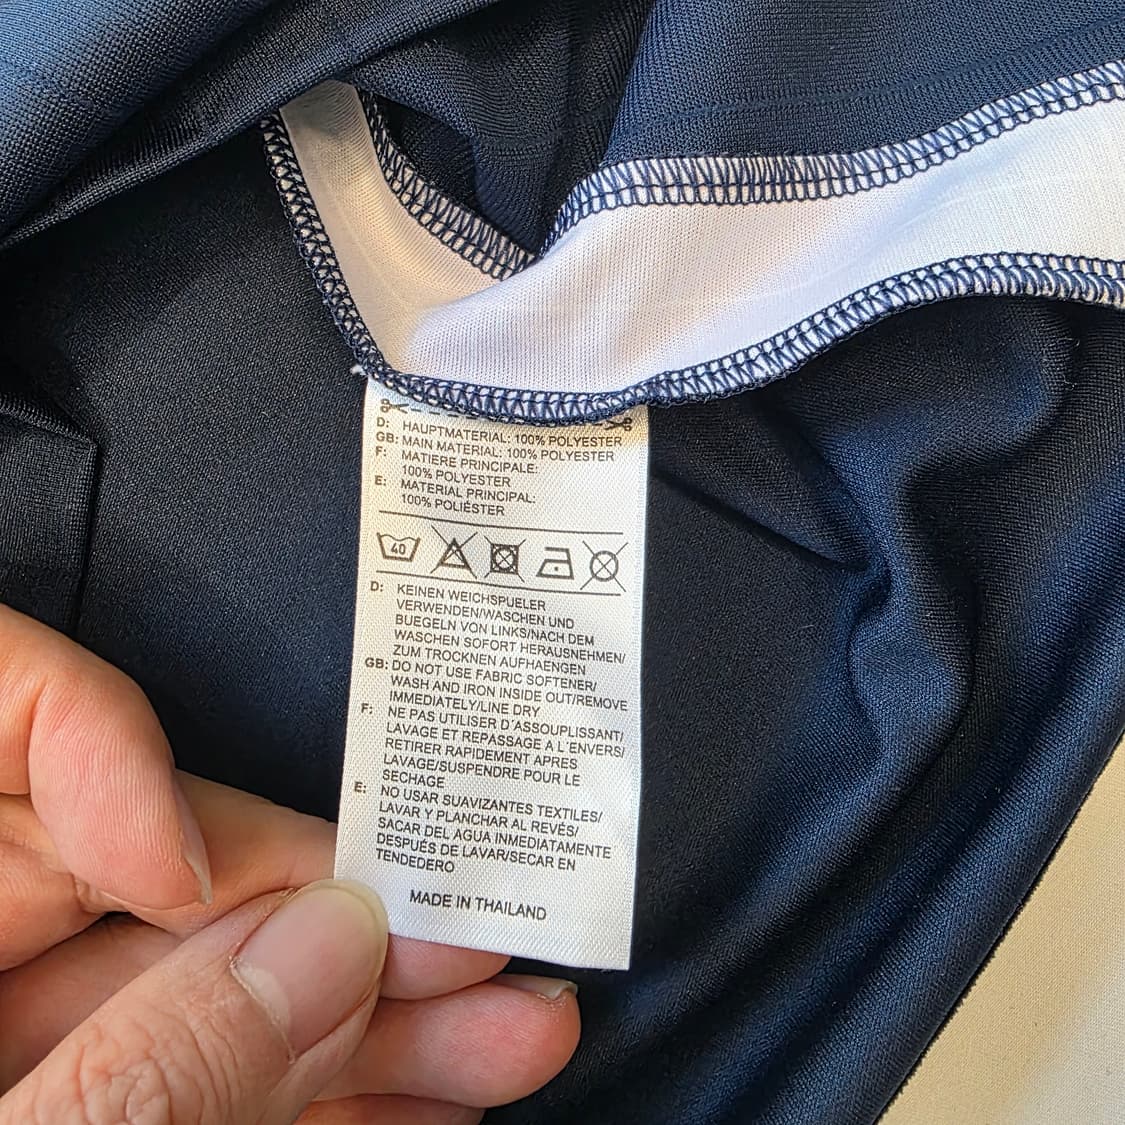 D: HAUPTMATERIAL: 100% POLYESTER
GB: MAIN MATERIAL: 100% POLYESTER
F: MATIERE PRINCIPALE:
100% POLYESTER
E: MATERIAL PRINCIPAL:
100% POLIÉSTER
40
D: KEINEN WEICHSPUELER
VERWENDEN/WASCHEN UND
BUEGELN VON LINKS/NACH DEM
WASCHEN SOFORT HERAUSNEHMEN/
ZUM TROCKNEN AUFHAENGEN
GB: DO NOT USE FABRIC SOFTENER/
WASH AND IRON INSIDE OUT/REMOVE
IMMEDIATELY/LINE DRY
F: NE PAS UTILISER D´ASSOUPLISSANT/
LAVAGE ET REPASSAGE A L´ENVERS/
RETIRER RAPIDEMENT APRES
LAVAGE/SUSPENDRE POUR LE
SECHAGE
E: NO USAR SUAVIZANTES TEXTILES/
LAVAR Y PLANCHAR AL REVÉS/
SACAR DEL AGUA INMEDIATAMENTE
DESPUÉS DE LAVAR/SECAR EN
TENDEDERO
MADE IN THAILAND